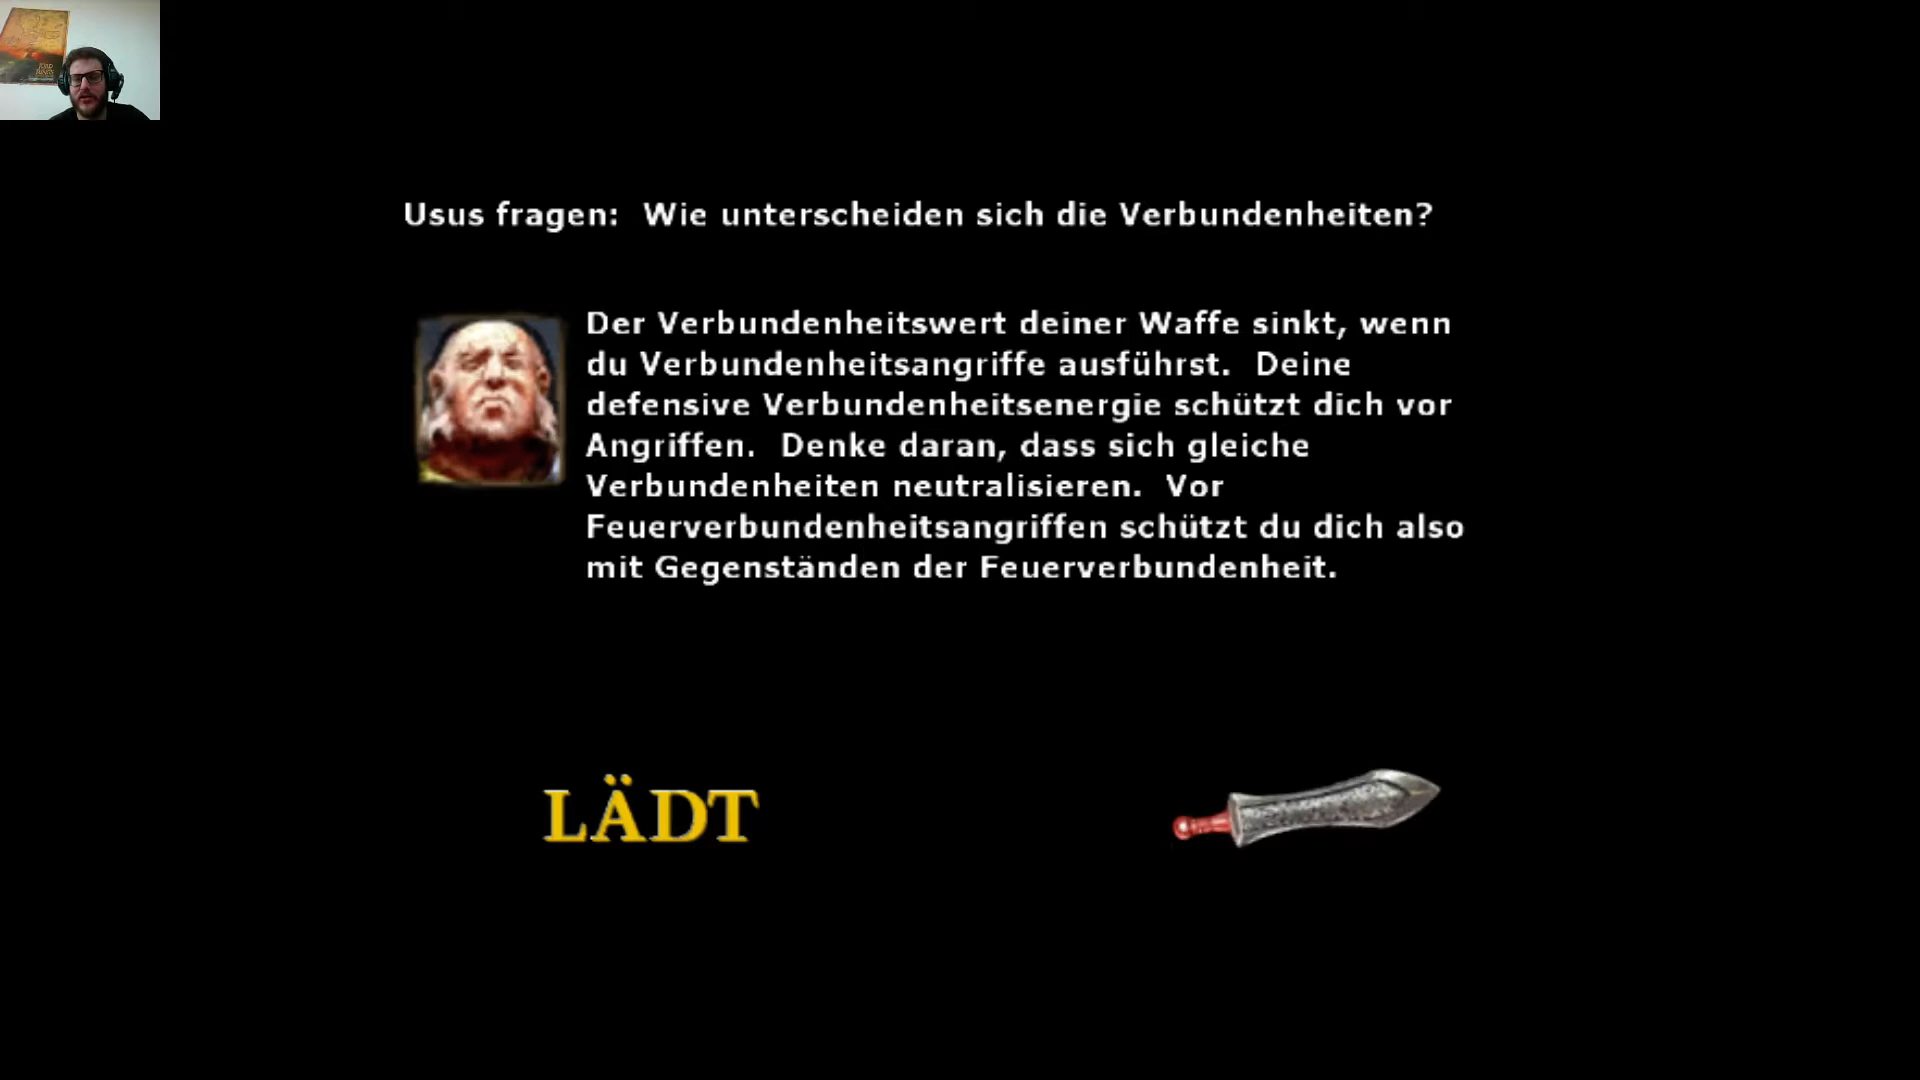 Usus fragen: Wie unterscheiden sich die Verbundenheiten?
Der Verbundenheitswert deiner Waffe sinkt, wenn
du Verbundenheitsangriffe ausführst. Deine
defensive Verbundenheitsenergie schützt dich vor
Angriffen. Denke daran, dass sich gleiche
Verbundenheiten neutralisieren. Vor
Feuerverbundenheitsangriffen schützt du dich also
mit Gegenständen der Feuerverbundenheit.
LÄDT